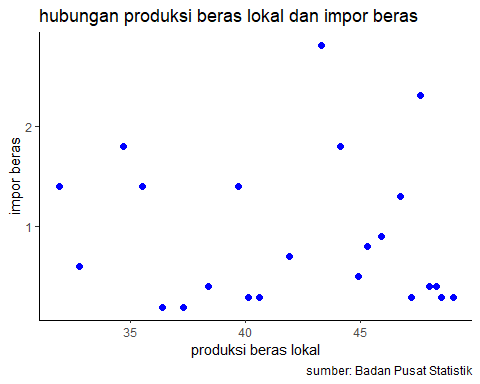 hubungan produksi beras lokal dan impor beras
impor beras
2
1
35 40 45
produksi beras lokal
sumber: Badan Pusat Statistik